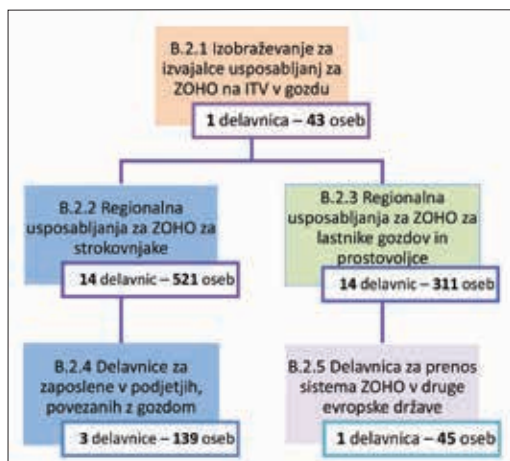 B.2.1 Izobraževanje za
izvajalce usposabljanj za
ZOHO na ITV v gozdu
1 delavnica – 43 oseb
B.2.2 Regionalna
usposabljanja za ZOHO za
strokovnjake
14 delavnic – 521 oseb
B.2.3 Regionalna
usposabljanja za ZOHO za
lastnike gozdov in
prostovoljce
14 delavnic – 311 oseb
B.2.4 Delavnice za
zaposlene v podjetjih,
povezanih z gozdom
3 delavnice – 139 oseb
B.2.5 Delavnica za prenos
sistema ZOHO v druge
evropske države
1 delavnica – 45 oseb